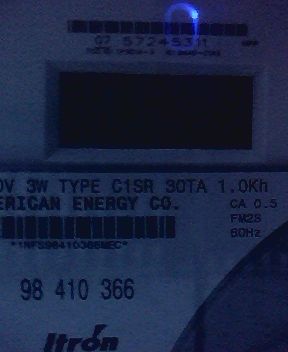 07 57245311
0V 3W TYPE C1SR 30TA 1.0Kh
ERICAN ENERGY CO.
CA 0.5
FM2S
60Hz
*1NFS98410366MEC*
98 410 366
Itron